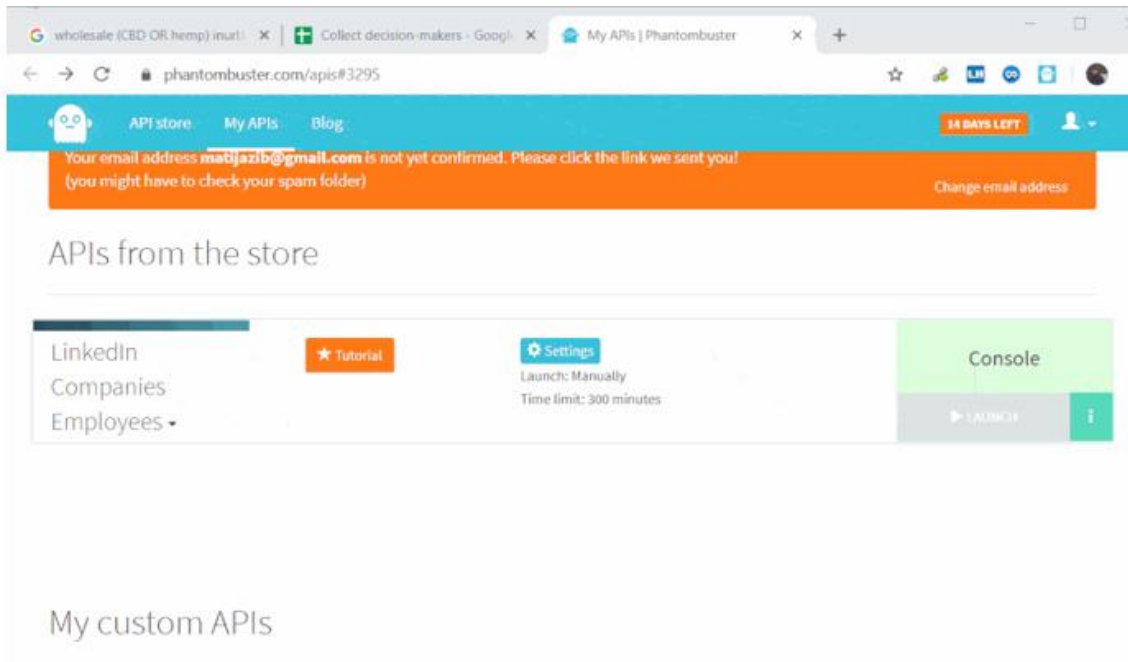 wholesale (CBD OR hemp) inurl:
Collect decision-makers - Googl
My APIs | Phantombuster
phantombuster.com/apis#3295
API store My APIs Blog 14 DAYS LEFT
Your email address matijazib@gmail.com is not yet confirmed. Please click the link we sent you!
(you might have to check your spam folder)
Change email address
APIs from the store
LinkedIn
Companies
Employees
Tutorial
Settings
Launch: Manually
Time limit: 300 minutes
Console
LAUNCH
My custom APIs